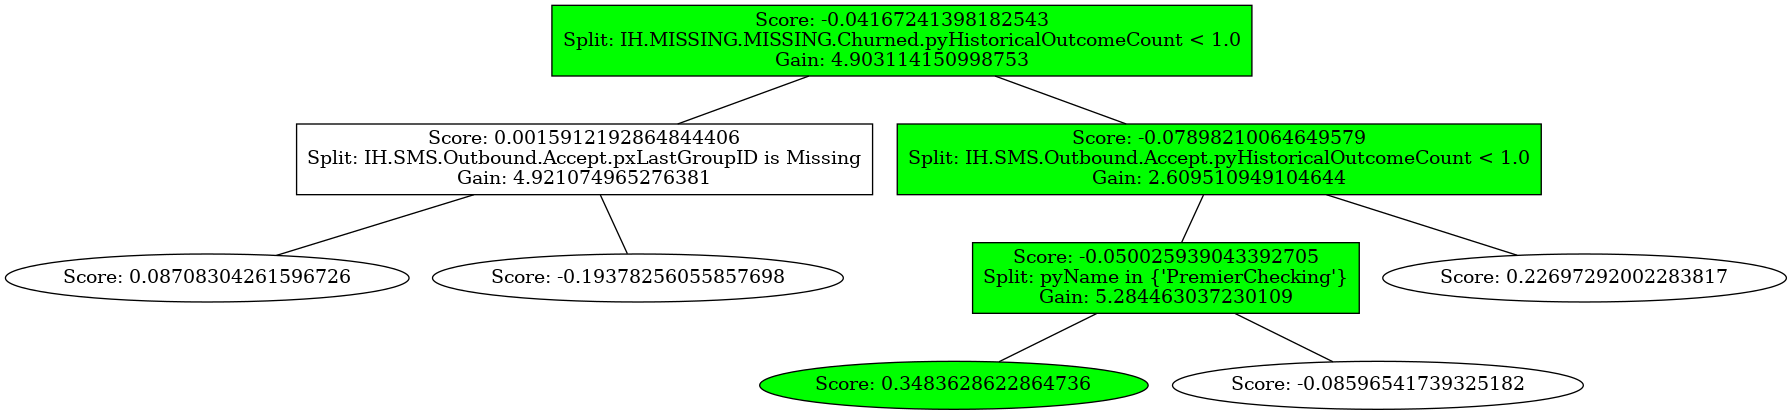 Score: -0.04167241398182543
Split: IH.MISSING.MISSING.Churned.pyHistoricalOutcomeCount < 1.0
Gain: 4.903114150998753
Score: 0.0015912192864844406
Split: IH.SMS.Outbound.Accept.pxLastGroupID is Missing
Gain: 4.921074965276381
Score: -0.07898210064649579
Split: IH.SMS.Outbound.Accept.pyHistoricalOutcomeCount < 1.0
Gain: 2.609510949104644
Score: 0.08708304261596726
Score: -0.19378256055857698
Score: -0.050025939043392705
Split: pyName in {'PremierChecking'}
Gain: 5.284463037230109
Score: 0.22697292002283817
Score: 0.3483628622864736
Score: -0.08596541739325182